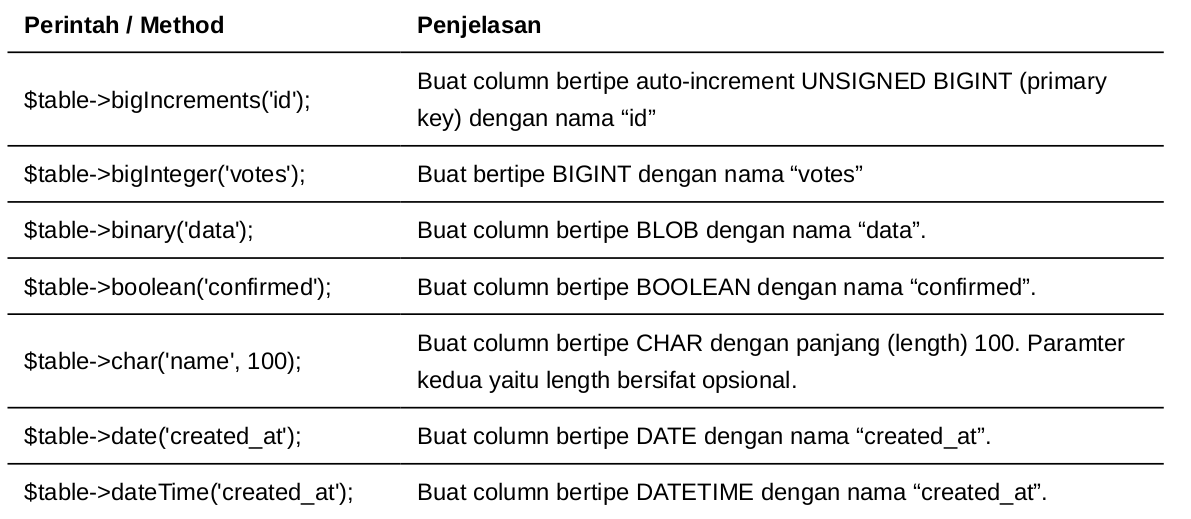 Perintah / Method Penjelasan
$table->bigIncrements('id'); Buat column bertipe auto-increment UNSIGNED BIGINT (primary
key) dengan nama “id”
$table->bigInteger('votes'); Buat bertipe BIGINT dengan nama “votes”
$table->binary('data'); Buat column bertipe BLOB dengan nama “data”.
$table->boolean('confirmed'); Buat column bertipe BOOLEAN dengan nama “confirmed”.
$table->char('name', 100); Buat column bertipe CHAR dengan panjang (length) 100. Paramter
kedua yaitu length bersifat opsional.
$table->date('created_at'); Buat column bertipe DATE dengan nama “created_at”.
$table->dateTime('created_at'); Buat column bertipe DATETIME dengan nama “created_at”.